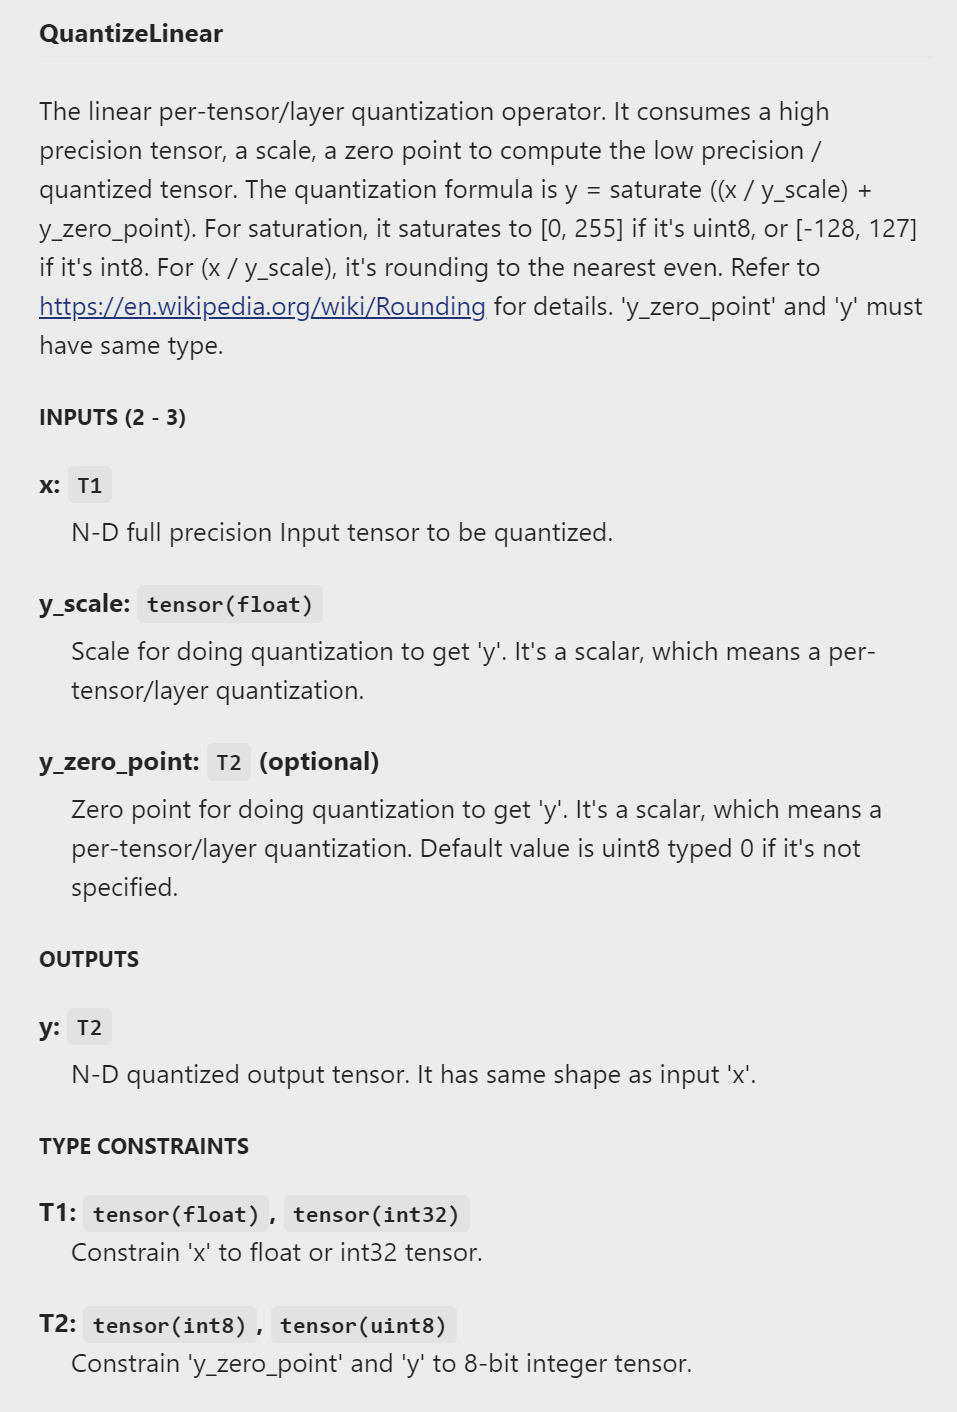 QuantizeLinear
The linear per-tensor/layer quantization operator. It consumes a high
precision tensor, a scale, a zero point to compute the low precision /
quantized tensor. The quantization formula is y = saturate ((x / y_scale) +
y_zero_point). For saturation, it saturates to [0, 255] if it's uint8, or [-128, 127]
if it's int8. For (x / y_scale), it's rounding to the nearest even. Refer to
https://en.wikipedia.org/wiki/Rounding for details. 'y_zero_point' and 'y' must
have same type.
INPUTS (2 - 3)
x: T1
N-D full precision Input tensor to be quantized.
y_scale: tensor(float)
Scale for doing quantization to get 'y'. It's a scalar, which means a per-
tensor/layer quantization.
y_zero_point: T2 (optional)
Zero point for doing quantization to get 'y'. It's a scalar, which means a
per-tensor/layer quantization. Default value is uint8 typed 0 if it's not
specified.
OUTPUTS
y: T2
N-D quantized output tensor. It has same shape as input 'x'.
TYPE CONSTRAINTS
T1: tensor(float), tensor(int32)
Constrain 'x' to float or int32 tensor.
T2: tensor(int8), tensor(uint8)
Constrain 'y_zero_point' and 'y' to 8-bit integer tensor.